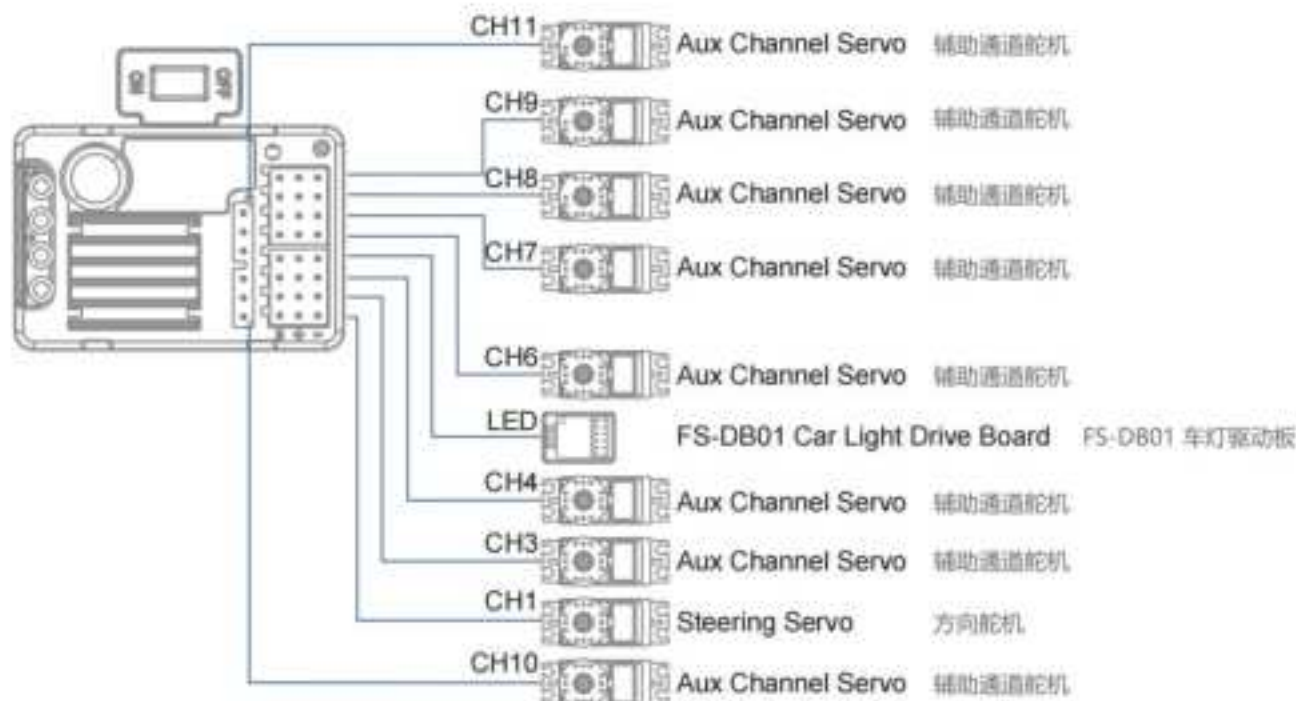 CH11 Aux Channel Servo 辅助通道舵机
ON OFF
CH9 Aux Channel Servo 辅助通道舵机
CH8 Aux Channel Servo 辅助通道舵机
CH7 Aux Channel Servo 辅助通道舵机
CH6 Aux Channel Servo 辅助通道舵机
LED FS-DB01 Car Light Drive Board FS-DB01 车灯驱动板
CH4 Aux Channel Servo 辅助通道舵机
CH3 Aux Channel Servo 辅助通道舵机
CH1 Steering Servo 方向舵机
CH10 Aux Channel Servo 辅助通道舵机